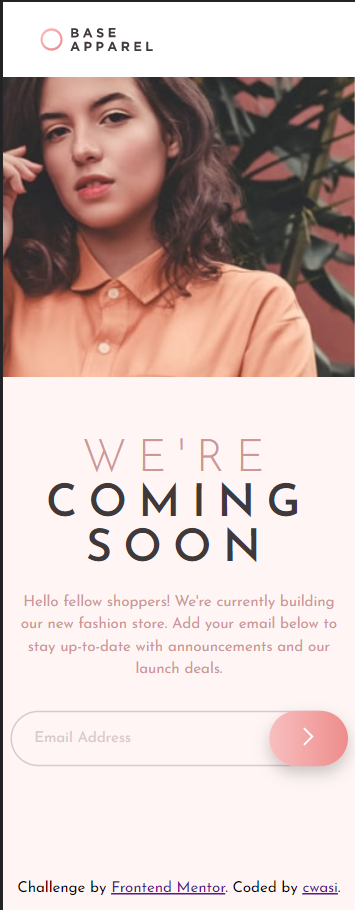 BASE
APPAREL
WE'RE
COMING
SOON
Hello fellow shoppers! We're currently building
our new fashion store. Add your email below to
stay up-to-date with announcements and our
launch deals.
Email Address
Challenge by Frontend Mentor. Coded by cwasi.